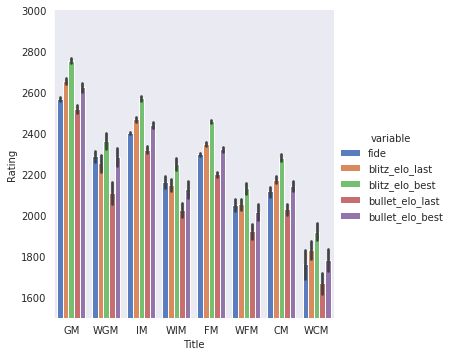 3000
2800
2600
2400
2200
2000
1800
1600
Rating
GM WGM IM WIM FM WFM CM WCM
Title
variable
fide
blitz_elo_last
blitz_elo_best
bullet_elo_last
bullet_elo_best